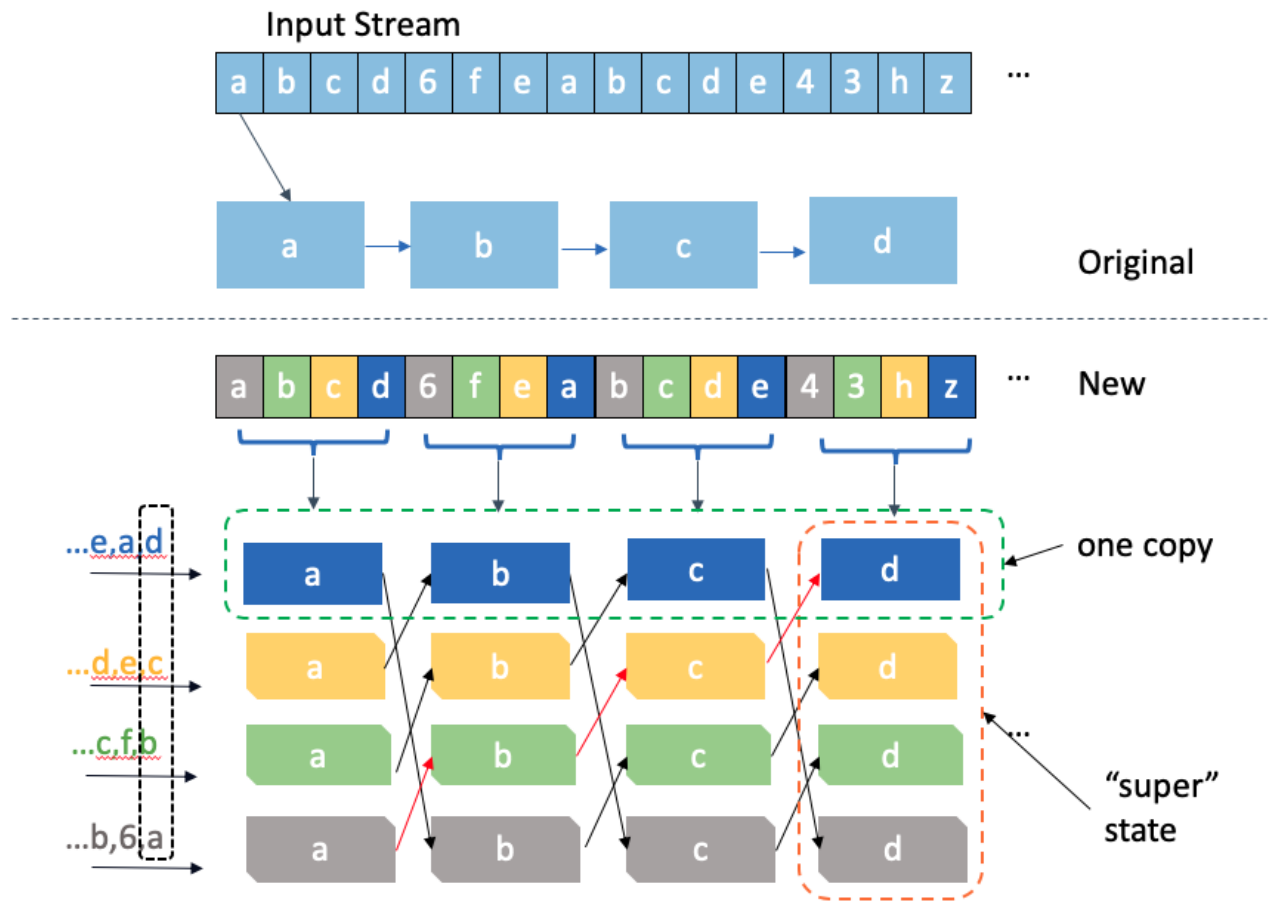 Input Stream
a b c d 6 f e a b c d e 4 3 h z ...
a b c d
Original
a b c d 6 f e a b c d e 4 3 h z ...
New
...e,a,d
a b c d
one copy
...d,e,c
a b c d
...c,f,b
a b c d
...
"super"
state
...b,6,a
a b c d